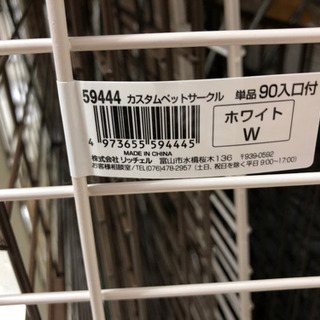 59444 カスタムペットサークル 単品 90入口付
ホワイト
W
4 973655 594445
MADE IN CHINA
株式会社 リッチェル 富山市水橋桜木136 〒939-0592
お客様相談室/TEL(076)478-2957(土、祝日を除く平日 9:00~17:00)